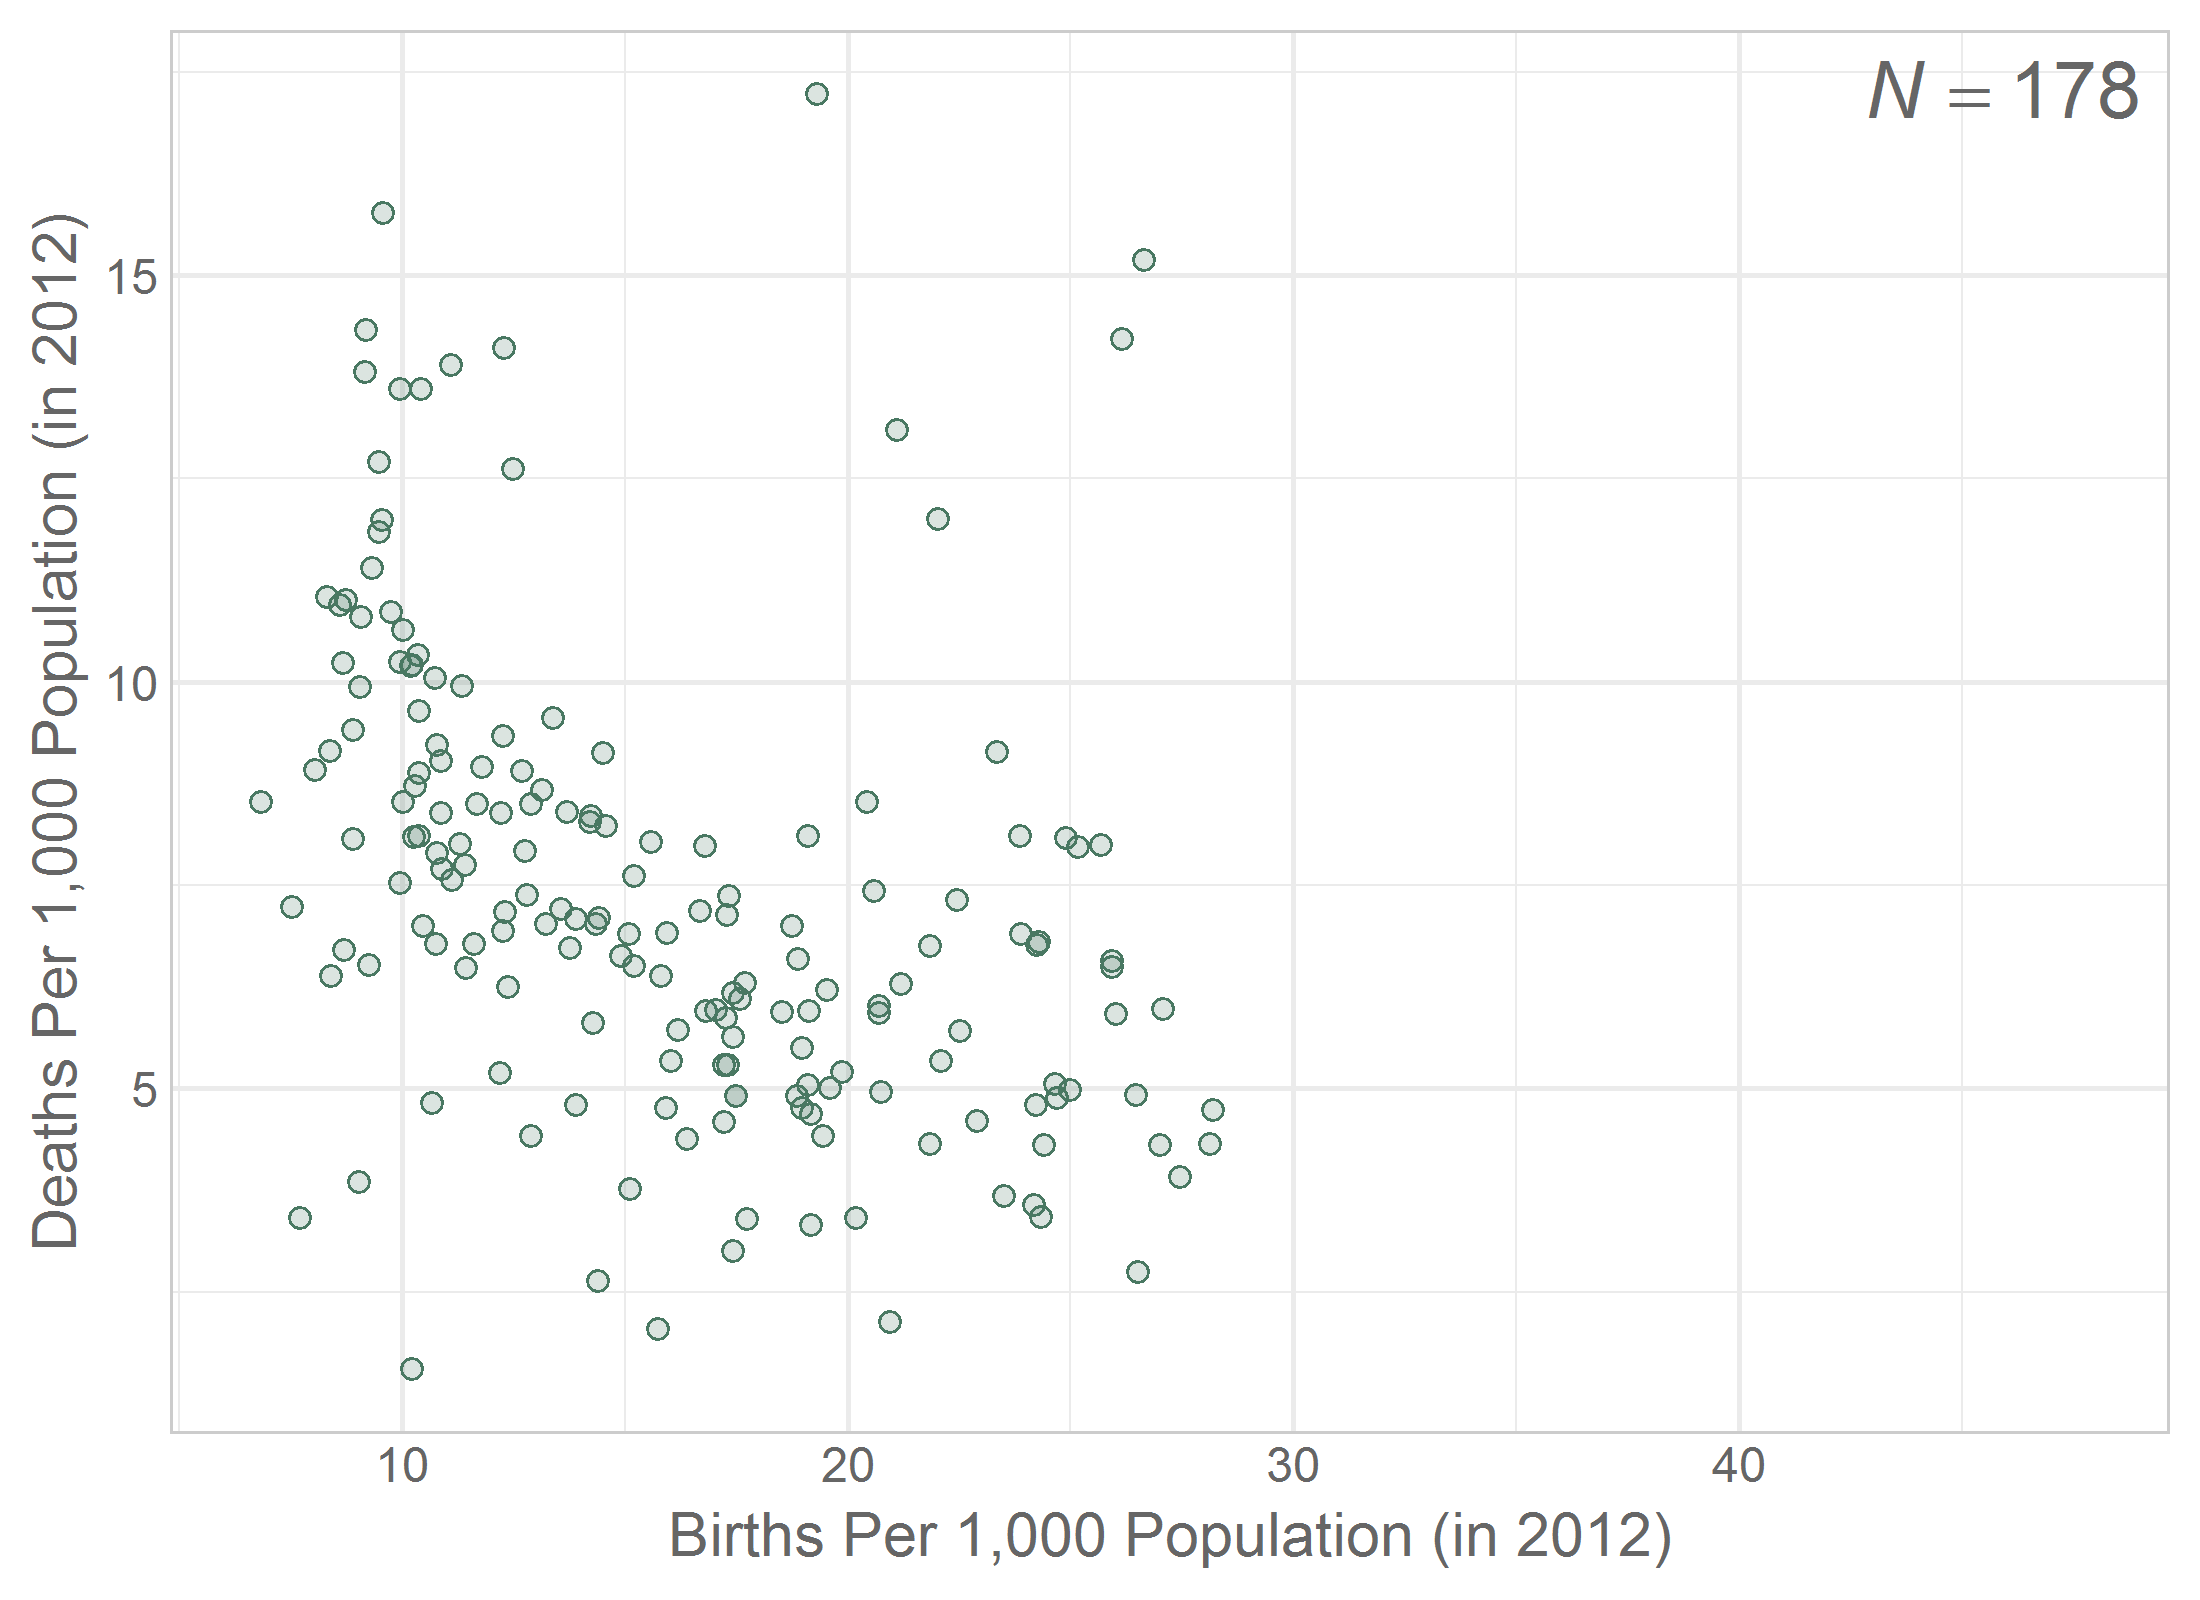 N = 178
Deaths Per 1,000 Population (in 2012)
15
10
5
10 20 30 40
Births Per 1,000 Population (in 2012)